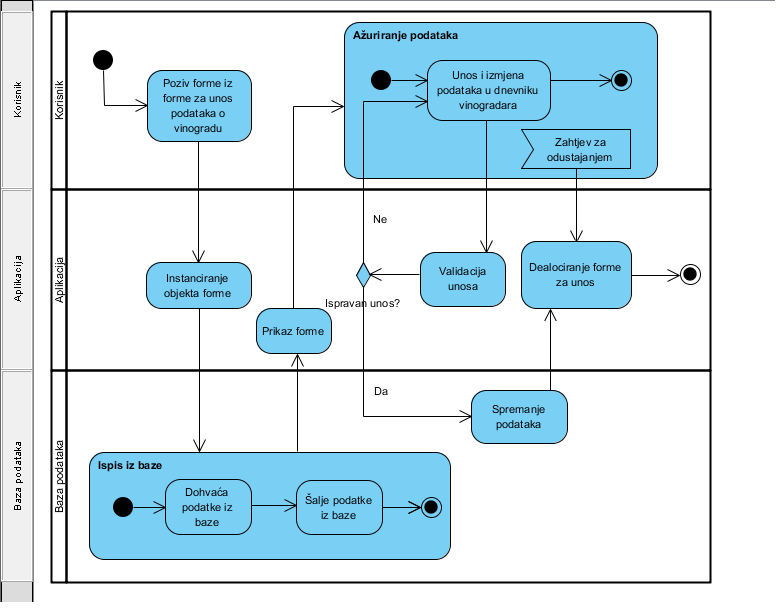 Korisnik
Korisnik
Poziv forme iz
forme za unos
podataka o
vinogradu
Ažuriranje podataka
Unos i izmjena
podataka u dnevniku
vinogradara
Zahtjev za
odustajanjem
Aplikacija
Aplikacija
Ne
Instanciranje
objekta forme
Prikaz forme
Ispravan unos?
Validacija
unosa
Dealociranje forme
za unos
Baza podataka
Baza podataka
Da
Spremanje
podataka
Ispis iz baze
Dohvaća
podatke iz
baze
Šalje podatke
iz baze